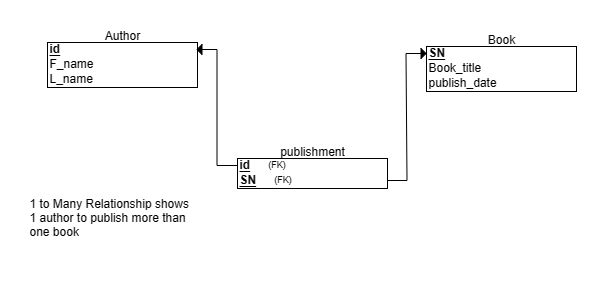 Author
id
F_name
L_name
Book
SN
Book_title
publish_date
publishment
id (FK)
SN (FK)
1 to Many Relationship shows
1 author to publish more than
one book